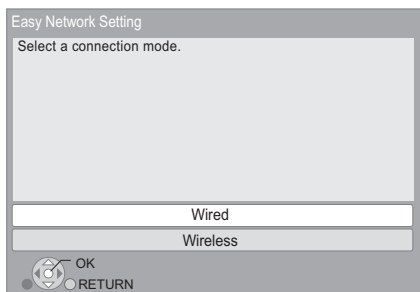 Easy Network Setting
Select a connection mode.
Wired
Wireless
OK
RETURN